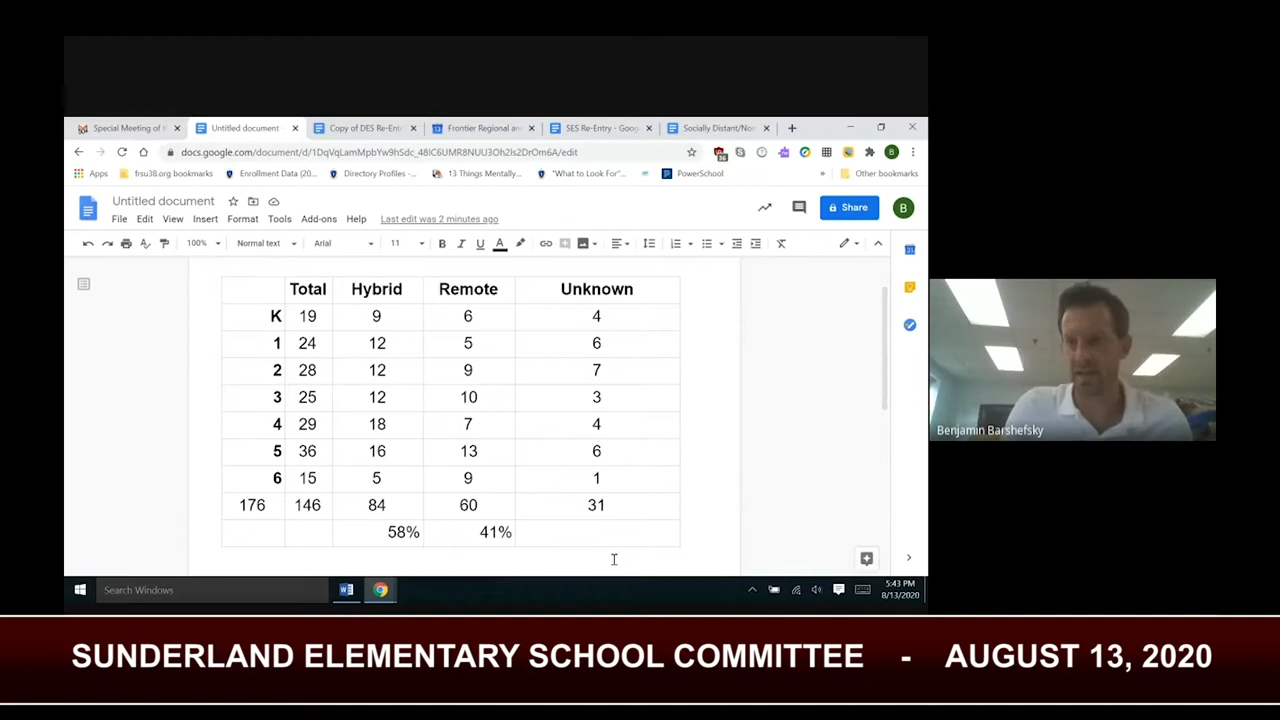 Special Meeting of t
Untitled document
Copy of DES Re-Entr
Frontier Regional an
SES Re-Entry - Goog
Socially Distant/Non
docs.google.com/document/d/1DqVqLamMpbYw9hSdc_48IC6UMR8NUU3Oh2Is2DrOm6A/edit
Apps
frsu38.org bookmarks
Enrollment Data (20...
Directory Profiles -...
13 Things Mentally...
"What to Look For"...
PowerSchool
»
Other bookmarks
Untitled document
File Edit View Insert Format Tools Add-ons Help Last edit was 2 minutes ago
Share
B
100% Normal text Arial 11 B I U A
Total Hybrid Remote Unknown
K 19 9 6 4
1 24 12 5 6
2 28 12 9 7
3 25 12 10 3
4 29 18 7 4
5 36 16 13 6
6 15 5 9 1
176 146 84 60 31
58% 41%
Benjamin Barshefsky
Search Windows
5:43 PM
8/13/2020
SUNDERLAND ELEMENTARY SCHOOL COMMITTEE - AUGUST 13, 2020